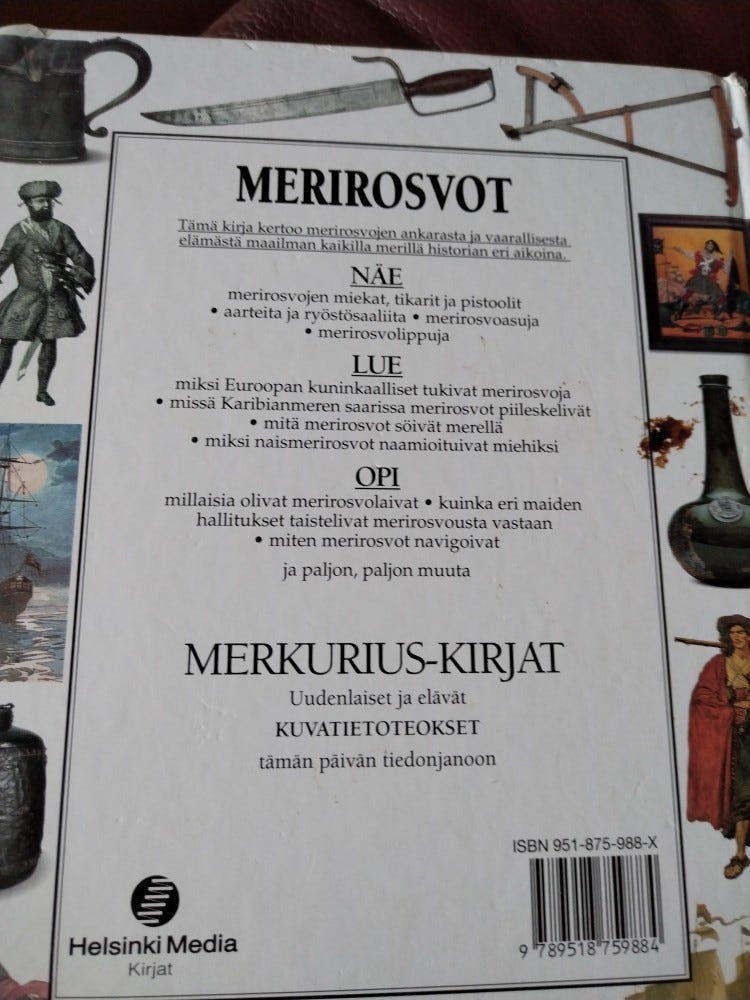 MERIROSVOT
Tämä kirja kertoo merirosvojen ankarasta ja vaarallisesta
elämästä maailman kaikilla merillä historian eri aikoina.
NÄE
merirosvojen miekat, tikarit ja pistoolit
• aarteita ja ryöstösaaliita • merirosvoasuja
• merirosvolippuja
LUE
miksi Euroopan kuninkaalliset tukivat merirosvoja
• missä Karibianmeren saarissa merirosvot piileskelivät
• mitä merirosvot söivät merellä
• miksi naismerirosvot naamioituivat miehiksi
OPI
millaisia olivat merirosvolaivat • kuinka eri maiden
hallitukset taistelivat merirosvousta vastaan
• miten merirosvot navigoivat
ja paljon, paljon muuta
MERKURIUS-KIRJAT
Uudenlaiset ja elävät
KUVATIETOTEOKSET
tämän päivän tiedonjanoon
ISBN 951-875-988-X
9 789518 759884
Helsinki Media
Kirjat